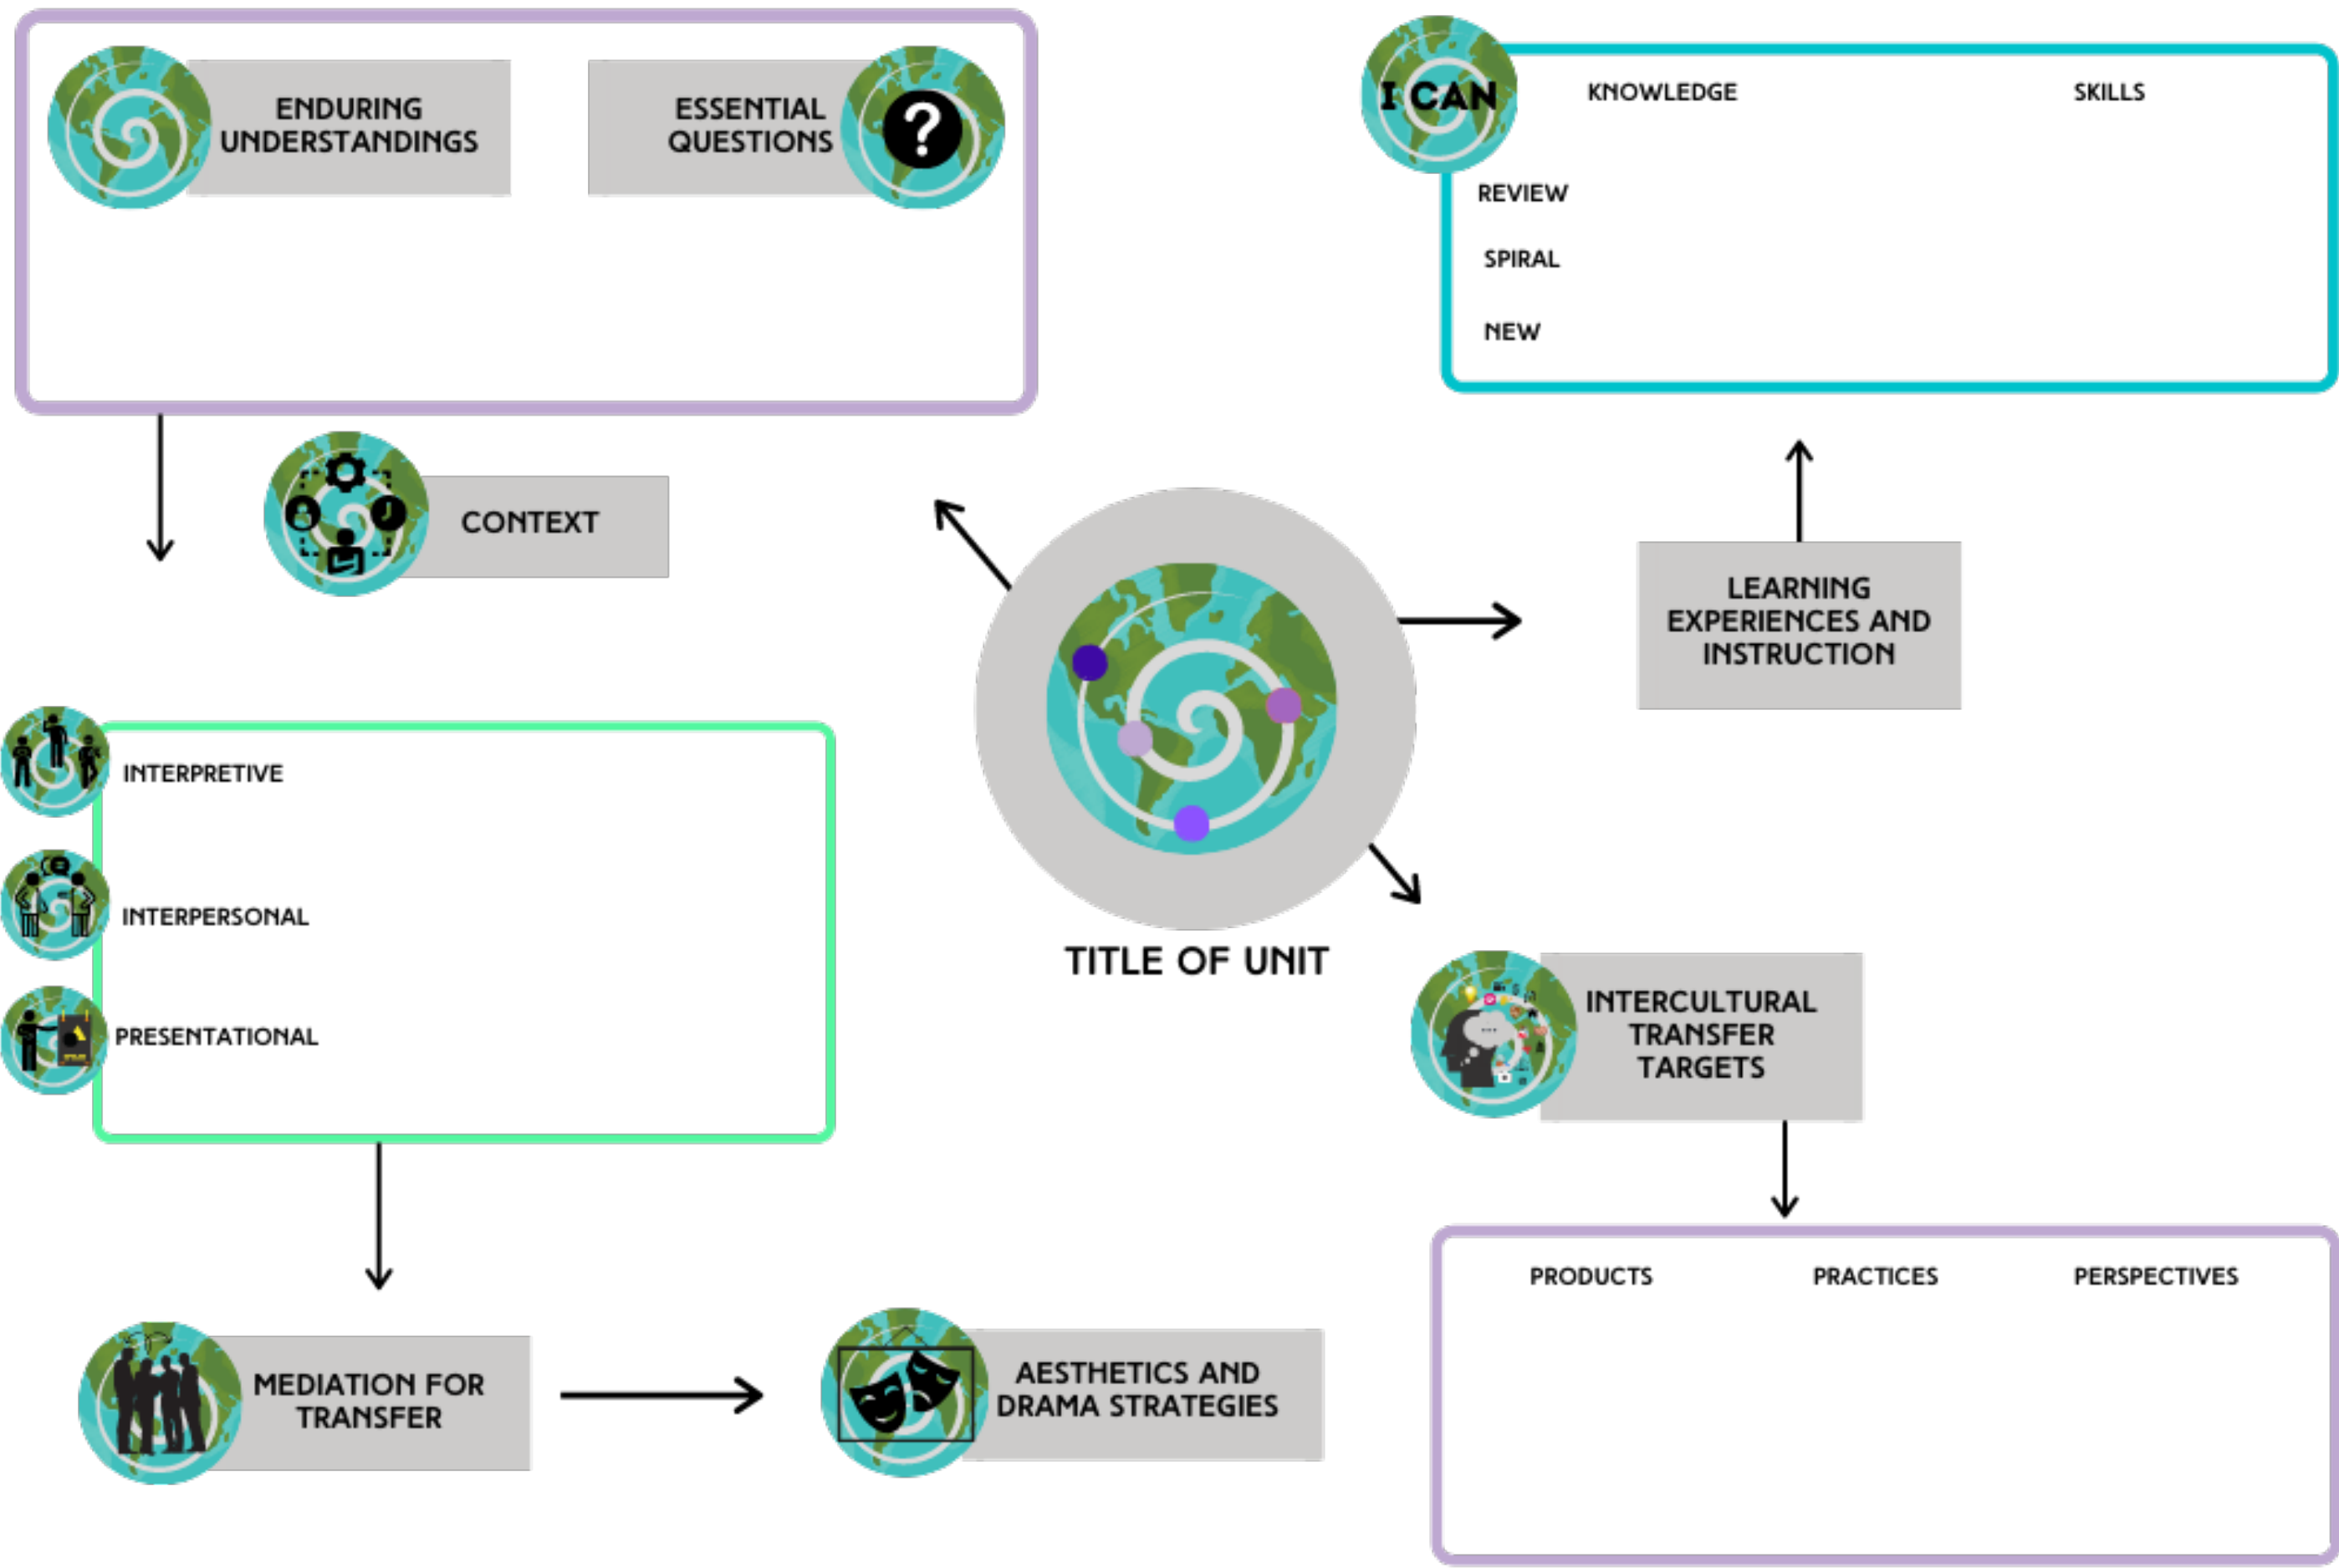 ENDURING
UNDERSTANDINGS
ESSENTIAL
QUESTIONS
?
I CAN
KNOWLEDGE
SKILLS
REVIEW
SPIRAL
NEW
CONTEXT
LEARNING
EXPERIENCES AND
INSTRUCTION
INTERPRETIVE
INTERPERSONAL
PRESENTATIONAL
TITLE OF UNIT
INTERCULTURAL
TRANSFER
TARGETS
PRODUCTS
PRACTICES
PERSPECTIVES
MEDIATION FOR
TRANSFER
AESTHETICS AND
DRAMA STRATEGIES